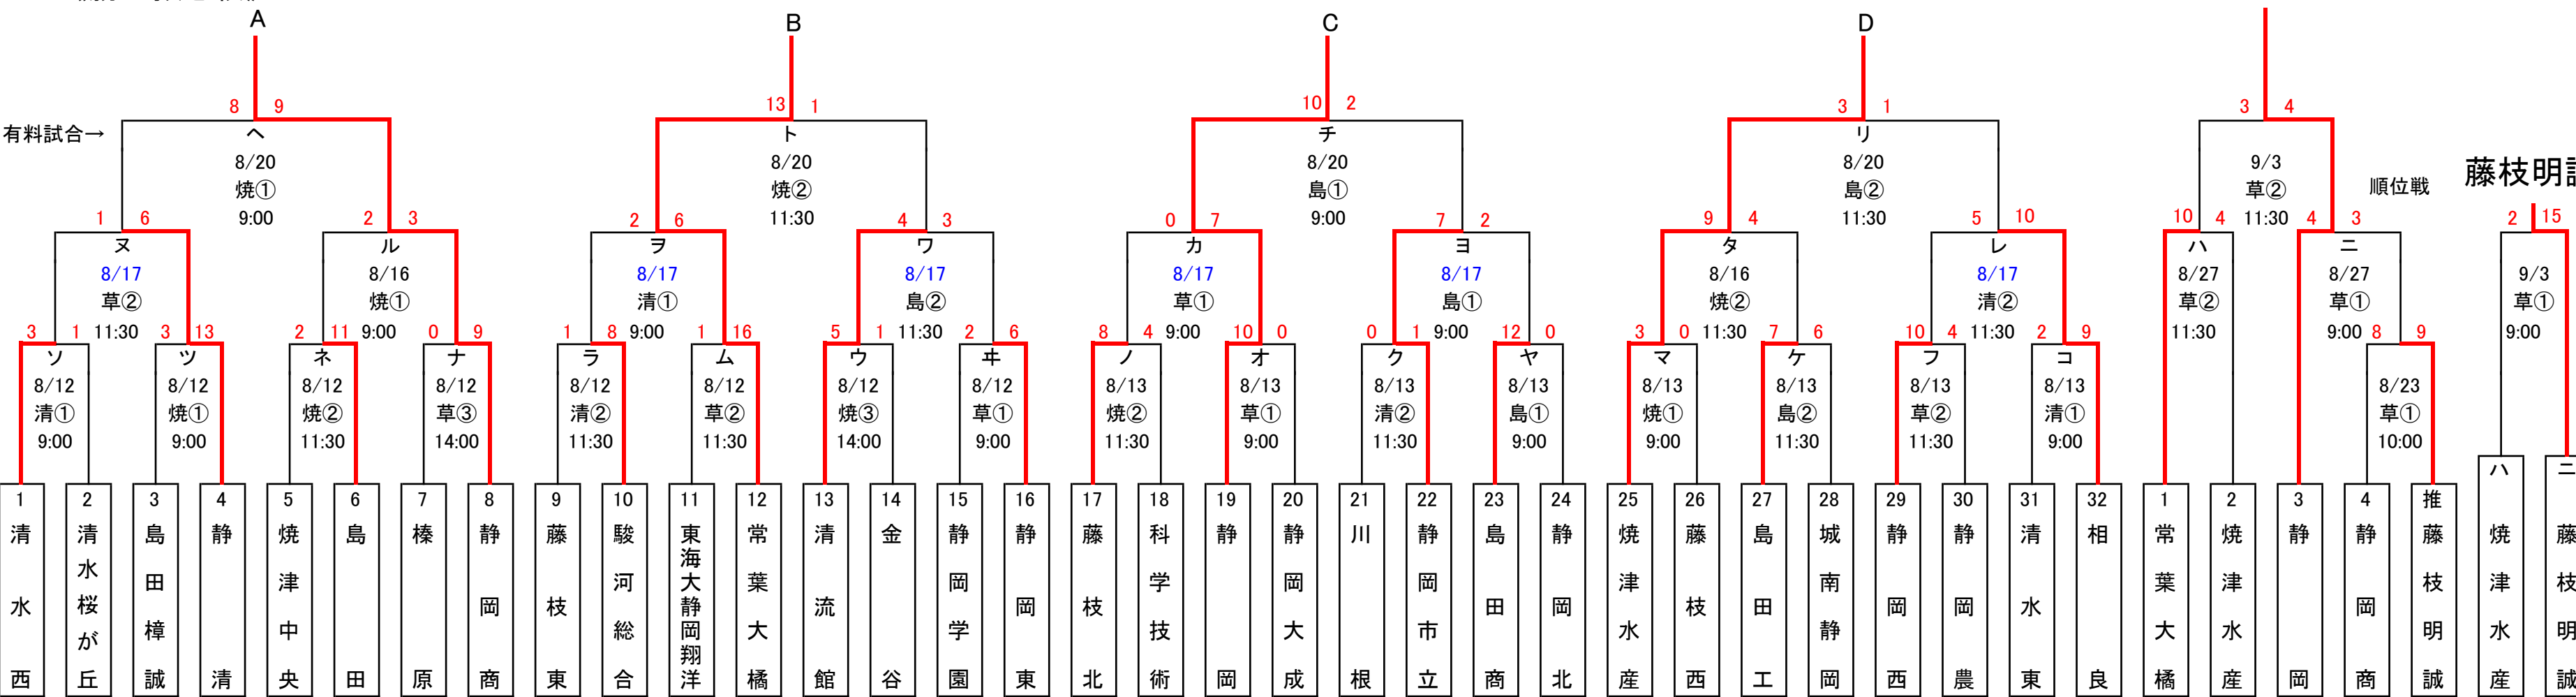 A B C D
8 9 13 1 10 2 3 1 3 4
有料試合→ ヘ ト チ リ
8/20 8/20 8/20 8/20 9/3
焼① 焼② 島① 島② 草② 順位戦 藤枝明
9:00 11:30 9:00 11:30 11:30
1 6 2 3 2 6 4 3 0 7 7 2 9 4 5 10 10 4 4 3 2 15
ヌ ル ヲ ワ カ ヨ タ レ ハ ニ
8/17 8/16 8/17 8/17 8/17 8/17 8/16 8/17 8/27 8/27 9/3
草② 焼① 清① 島② 草① 島① 焼② 清② 草② 草① 草①
11:30 9:00 9:00 11:30 9:00 9:00 11:30 11:30 11:30 9:00 9:00
3 1 3 13 2 11 0 9 1 8 1 16 5 1 2 6 8 4 10 0 0 1 12 0 3 0 7 6 10 4 2 9 8 9
ソ ツ ネ ナ ラ ム ウ ヰ ノ オ ク ヤ マ ケ フ コ
8/12 8/12 8/12 8/12 8/12 8/12 8/12 8/12 8/13 8/13 8/13 8/13 8/13 8/13 8/13 8/13 8/23
清① 焼① 焼② 草③ 清② 草② 焼③ 草① 焼② 草① 清② 島① 焼① 島② 草② 清① 草①
9:00 9:00 11:30 14:00 11:30 11:30 14:00 9:00 11:30 9:00 11:30 9:00 9:00 11:30 11:30 9:00 10:00
1 清水西
2 清水桜が丘
3 島田樟誠
4 静清
5 焼津中央
6 島田
7 榛原
8 静岡商
9 藤枝東
10 駿河総合
11 東海大静岡翔洋
12 常葉大橘
13 清流館
14 金谷
15 静岡学園
16 静岡東
17 藤枝北
18 科学技術
19 静岡
20 静岡大成
21 川根
22 静岡市立
23 島田商
24 静岡北
25 焼津水産
26 藤枝西
27 島田工
28 城南静岡
29 静岡西
30 静岡農
31 清水東
32 相良
1 常葉大橘
2 焼津水産
3 静岡
4 静岡商
推 藤枝明誠
ハ 焼津水産
ニ 藤枝明誠